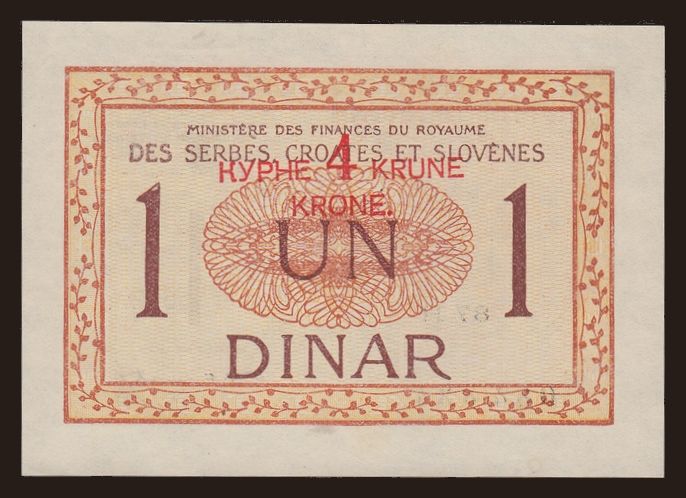 MINISTÈRE DES FINANCES DU ROYAUME
DES SERBES, CROATES ET SLOVÈNES
КРУНЕ 4 KRUNE
KRONE.
1 UN 1
DINAR